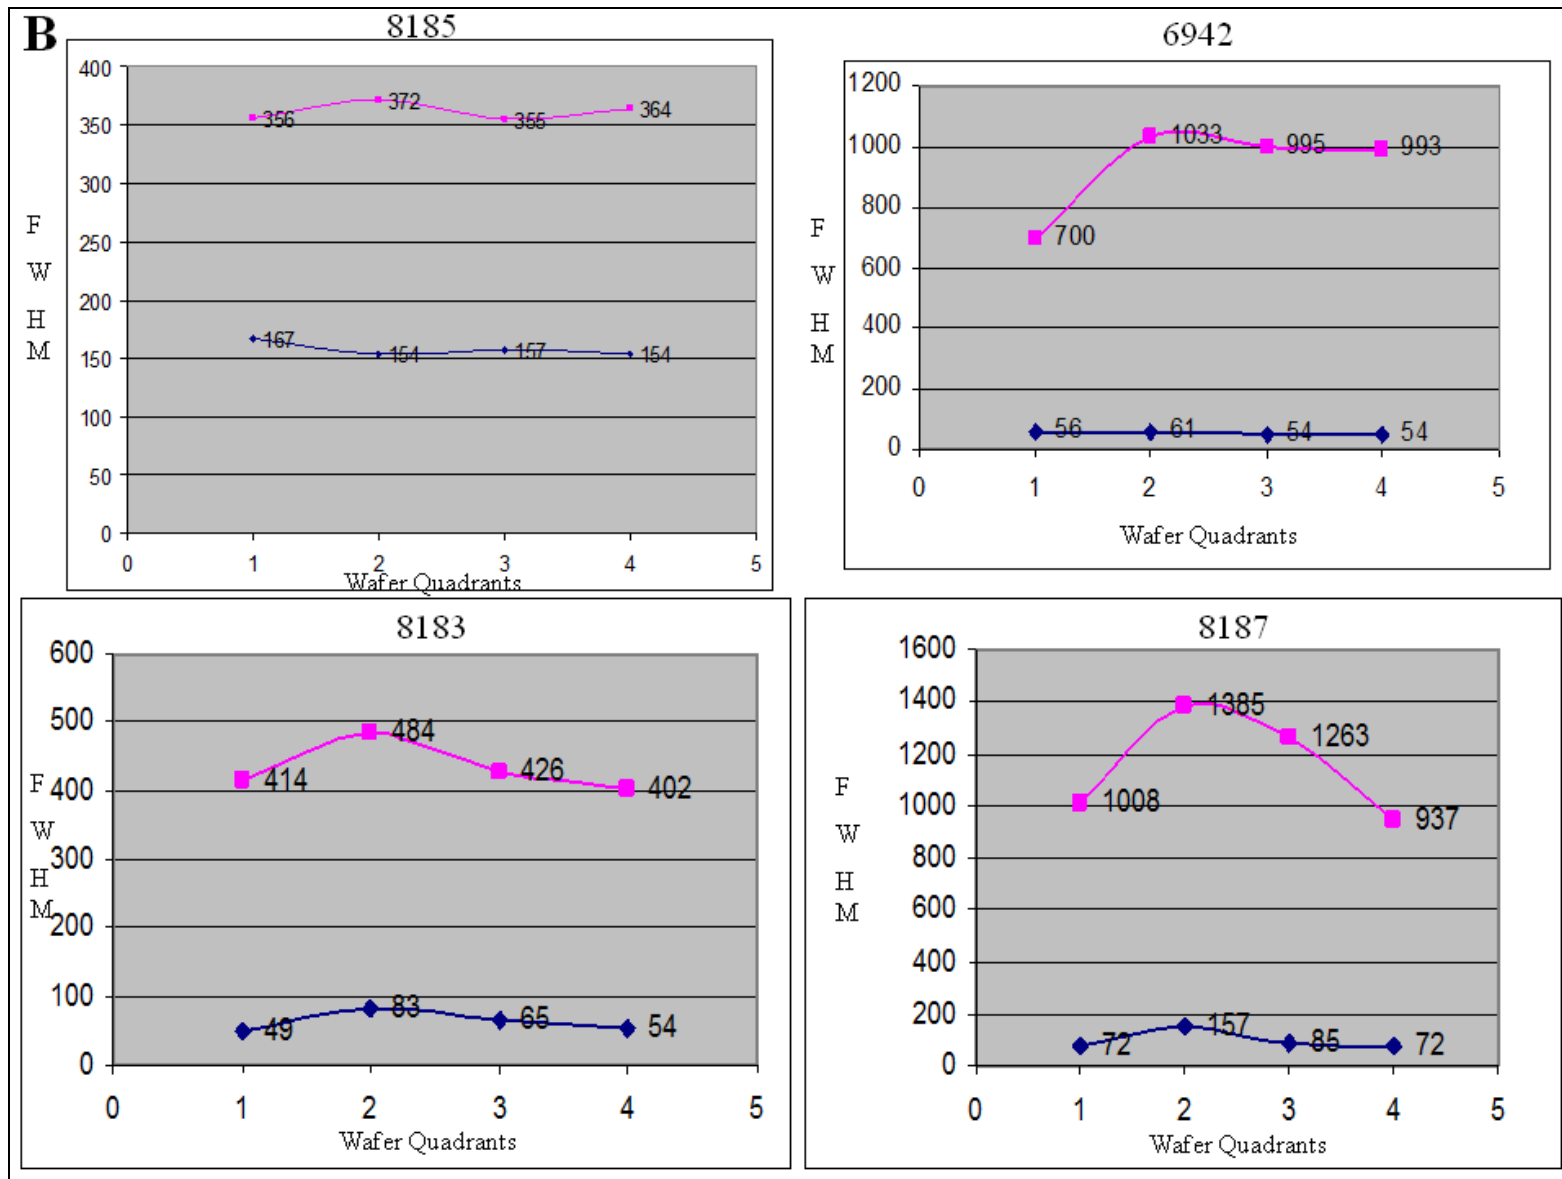 B
8185
400
350
300
250
200
150
100
50
0
F
W
H
M
356
372
355
364
167
154
157
154
0 1 2 3 4 5
Wafer Quadrants
6942
1200
1000
800
600
400
200
0
F
W
H
M
700
1033
995
993
56
61
54
54
0 1 2 3 4 5
Wafer Quadrants
8183
600
500
400
300
200
100
0
F
W
H
M
414
484
426
402
49
83
65
54
0 1 2 3 4 5
Wafer Quadrants
8187
1600
1400
1200
1000
800
600
400
200
0
F
W
H
M
1008
1385
1263
937
72
157
85
72
0 1 2 3 4 5
Wafer Quadrants